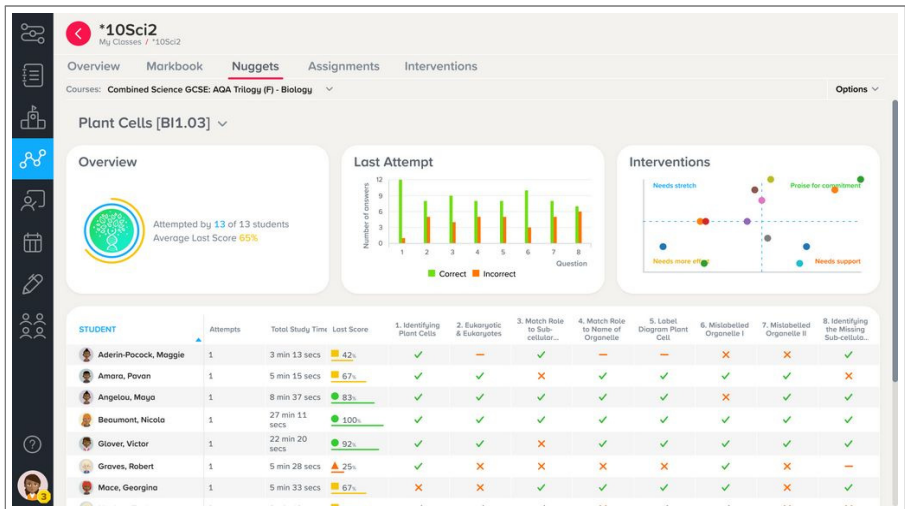 *10Sci2
My Classes / *10Sci2
Overview Markbook Nuggets Assignments Interventions
Courses: Combined Science GCSE: AQA Trilogy (F) - Biology Options
Plant Cells [BI1.03]
Overview
Attempted by 13 of 13 students
Average Last Score 65%
Last Attempt
Number of answers
12
9
6
3
0
1 2 3 4 5 6 7 8
Question
Correct Incorrect
Interventions
Needs stretch Praise for commitment
Needs more Needs support
STUDENT Attempts Total Study Time Last Score 1. Identifying Plant Cells 2. Eukaryotic & Eukaryotes 3. Match Role to Sub-cellular... 4. Match Role to Name of Organelle 5. Label Diagram Plant Cell 6. Mislabelled Organelle I 7. Mislabelled Organelle II 8. Identifying the Missing Sub-cellula...
Aderin-Pocock, Maggie 1 3 min 13 secs 42%
Amara, Pavan 1 5 min 15 secs 67%
Angelou, Maya 1 8 min 37 secs 83%
Beaumont, Nicola 1 27 min 11 secs 100%
Glover, Victor 1 22 min 20 secs 92%
Graves, Robert 1 5 min 28 secs 25%
Mace, Georgina 1 5 min 33 secs 67%
3